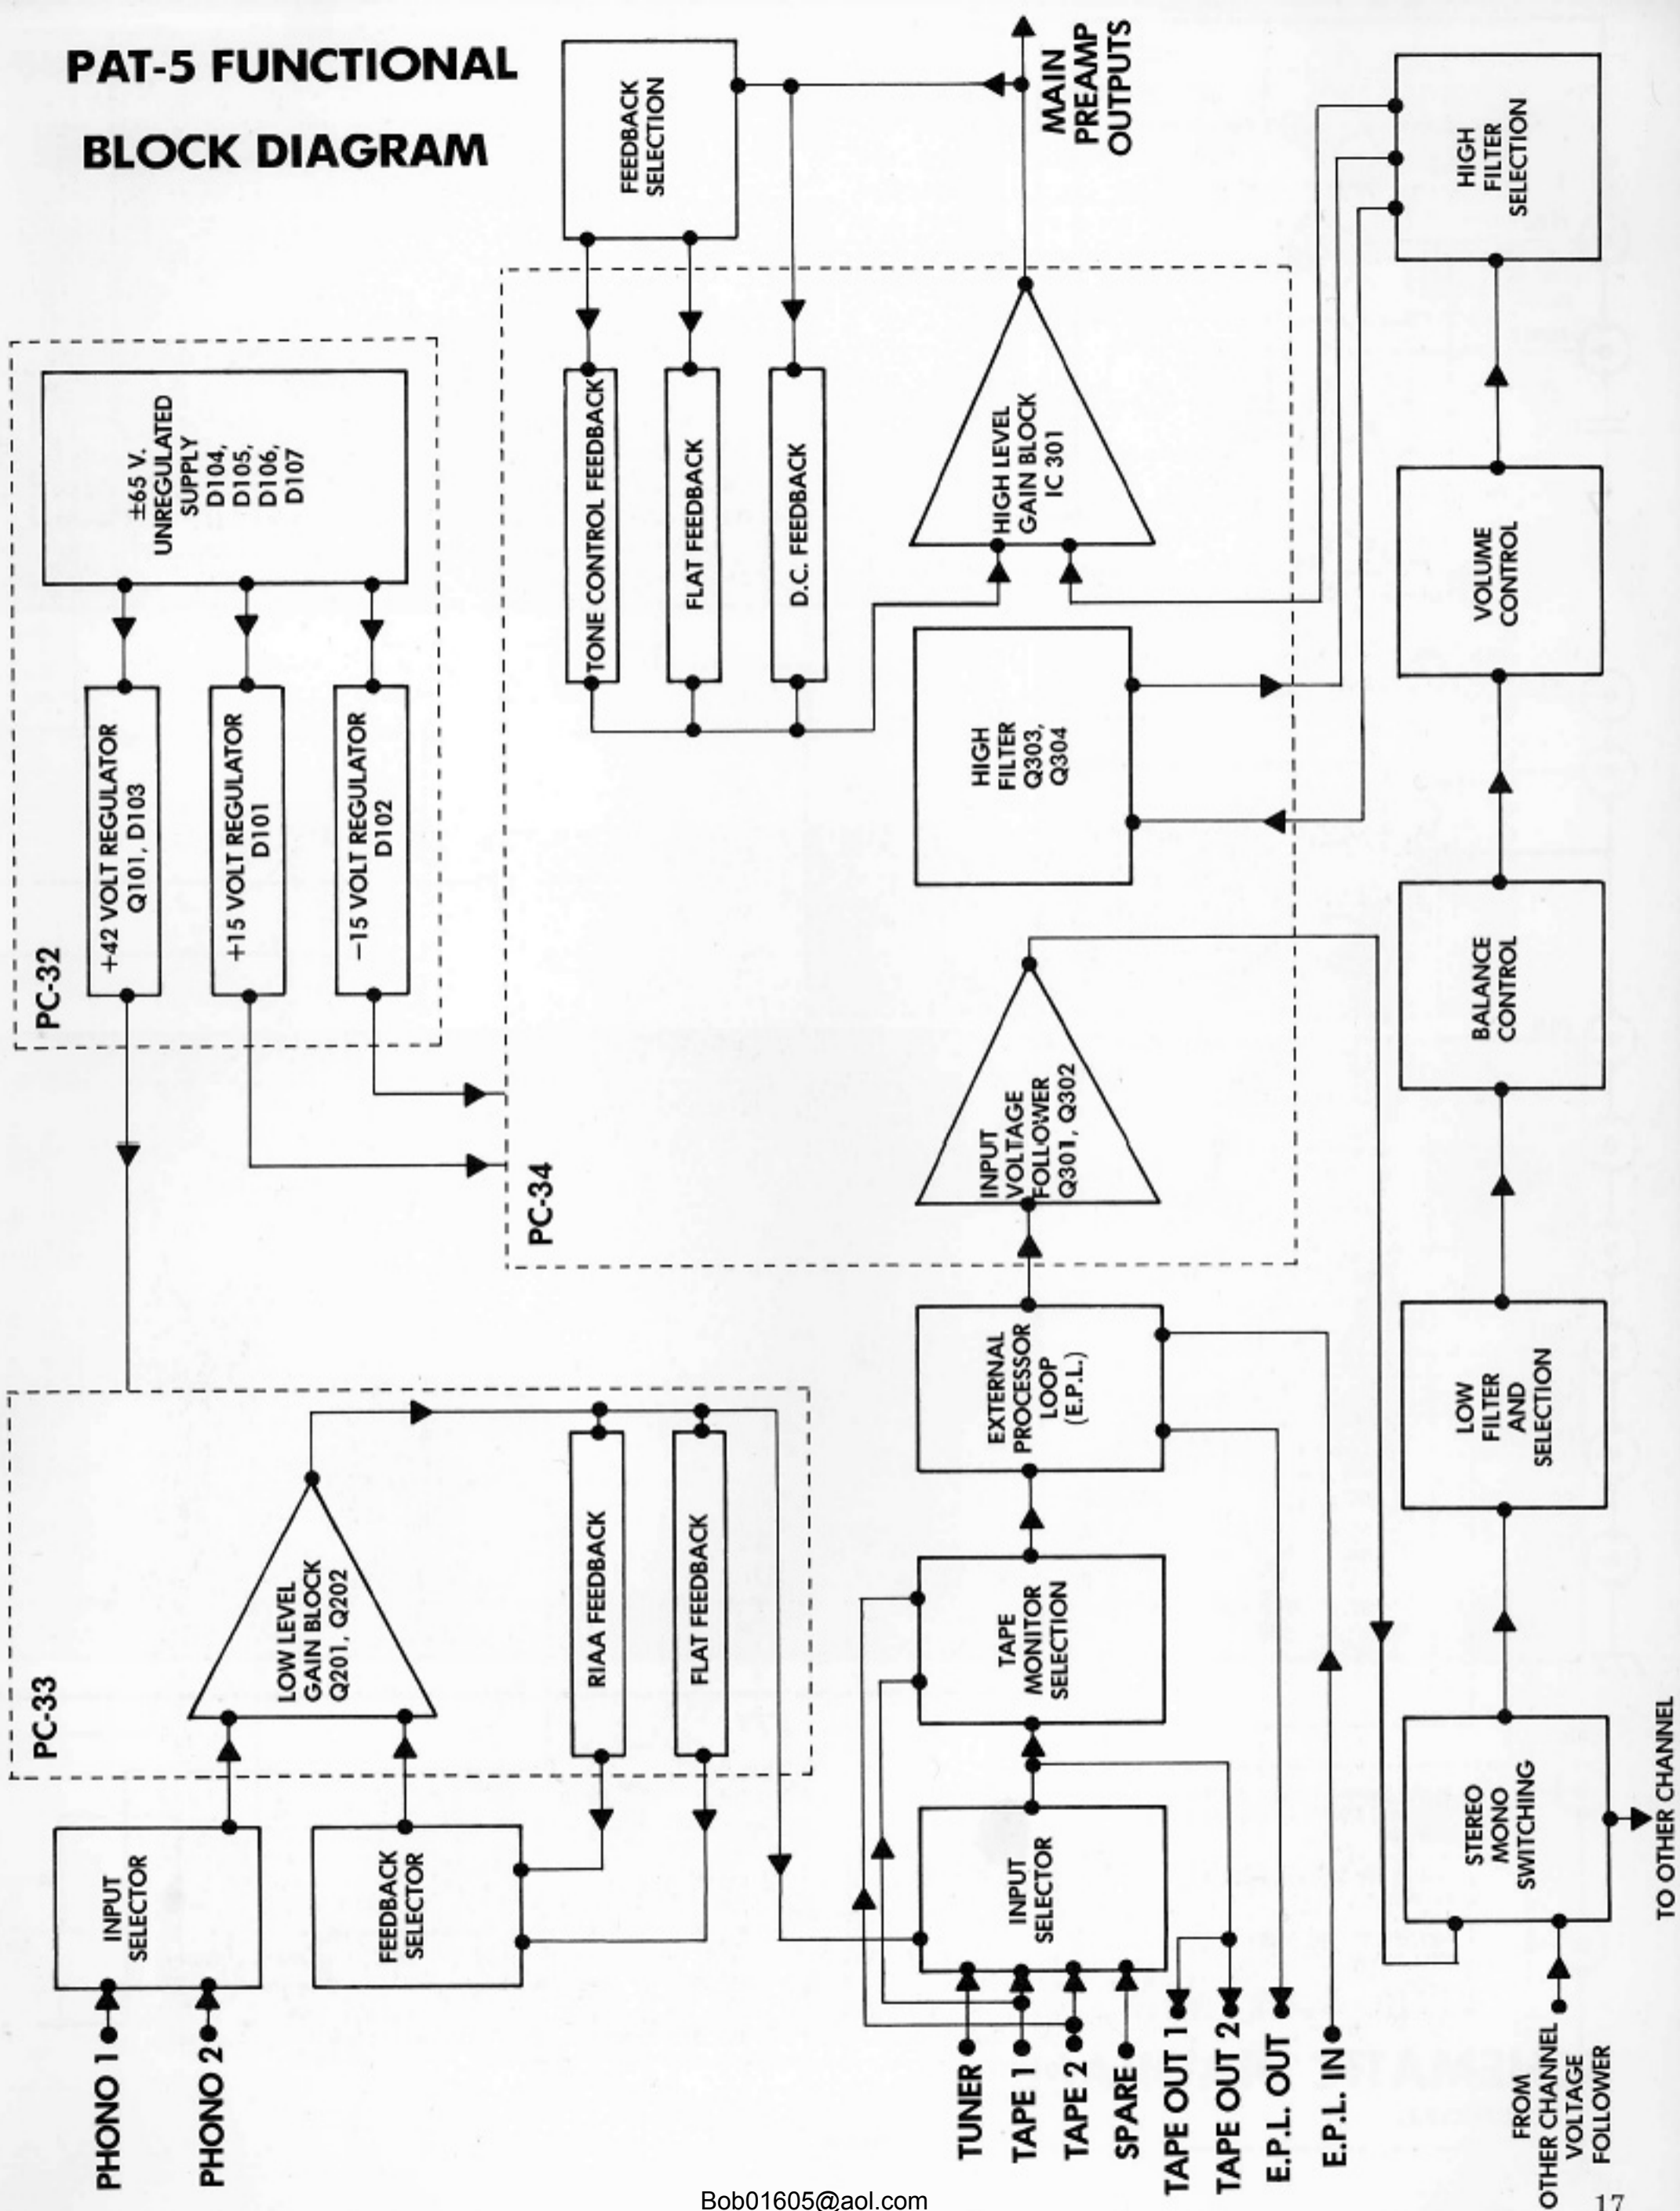 PAT-5 FUNCTIONAL
BLOCK DIAGRAM
PC-32
±65 V.
UNREGULATED
SUPPLY
D104,
D105,
D106,
D107
+42 VOLT REGULATOR
Q101, D103
+15 VOLT REGULATOR
D101
−15 VOLT REGULATOR
D102
PC-33
PHONO 1
PHONO 2
INPUT
SELECTOR
FEEDBACK
SELECTOR
LOW LEVEL
GAIN BLOCK
Q201, Q202
RIAA FEEDBACK
FLAT FEEDBACK
PC-34
FEEDBACK
SELECTION
TONE CONTROL FEEDBACK
FLAT FEEDBACK
D.C. FEEDBACK
HIGH LEVEL
GAIN BLOCK
IC 301
MAIN
PREAMP
OUTPUTS
HIGH
FILTER
Q303,
Q304
INPUT
VOLTAGE
FOLLOWER
Q301, Q302
EXTERNAL
PROCESSOR
LOOP
(E.P.L.)
TAPE
MONITOR
SELECTION
INPUT
SELECTOR
TUNER
TAPE 1
TAPE 2
SPARE
TAPE OUT 1
TAPE OUT 2
E.P.L. OUT
E.P.L. IN
FROM
OTHER CHANNEL
VOLTAGE
FOLLOWER
STEREO
MONO
SWITCHING
TO OTHER CHANNEL
LOW
FILTER
AND
SELECTION
BALANCE
CONTROL
VOLUME
CONTROL
HIGH
FILTER
SELECTION
17
Bob01605@aol.com